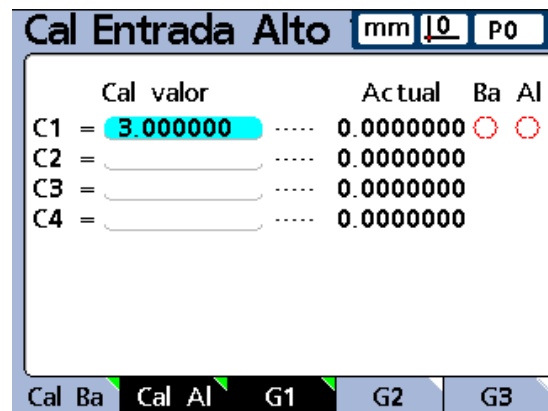 Cal Entrada Alto mm 0 P0
Cal valor Actual Ba Al
C1 = 3.000000 ..... 0.0000000
C2 = ..... 0.0000000
C3 = ..... 0.0000000
C4 = ..... 0.0000000
Cal Ba Cal Al G1 G2 G3